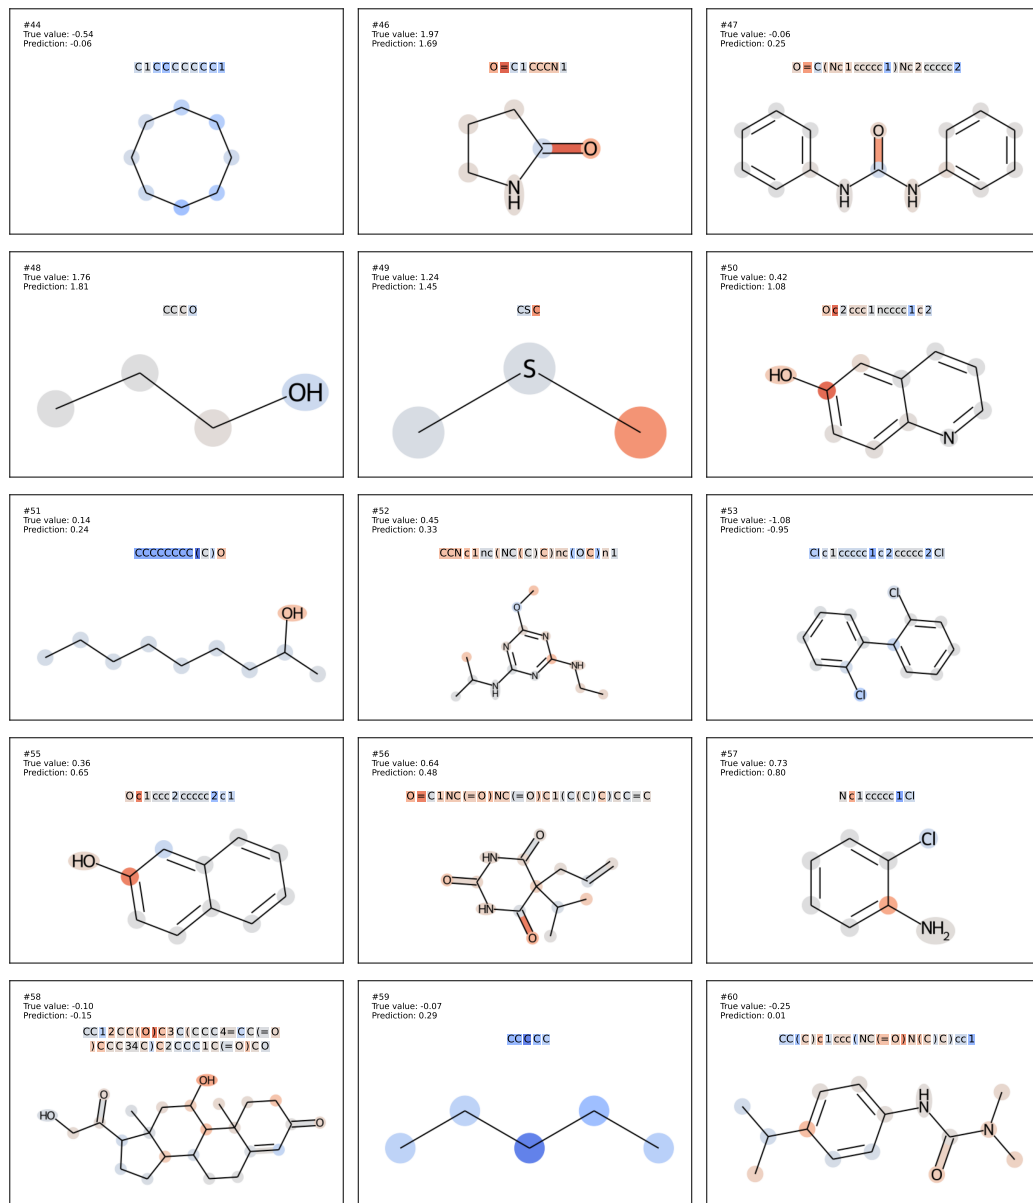 #44
True value: -0.54
Prediction: -0.06
C1CCCCCCC1
#46
True value: 1.97
Prediction: 1.69
O=C1CCCN1
O
N
H
#47
True value: -0.06
Prediction: 0.25
O=C(Nc1ccccc1)Nc2ccccc2
O
N
H
N
H
#48
True value: 1.76
Prediction: 1.81
CCCO
OH
#49
True value: 1.24
Prediction: 1.45
CSC
S
#50
True value: 0.42
Prediction: 1.08
Oc2ccc1ncccc1c2
HO
N
#51
True value: 0.14
Prediction: 0.24
CCCCCCCC(C)O
OH
#52
True value: 0.45
Prediction: 0.33
CCNc1nc(NC(C)C)nc(OC)n1
O
N
N
NH
N
H
N
#53
True value: -1.08
Prediction: -0.95
Clc1ccccc1c2ccccc2Cl
Cl
Cl
#55
True value: 0.36
Prediction: 0.65
Oc1ccc2ccccc2c1
HO
#56
True value: 0.64
Prediction: 0.48
O=C1NC(=O)NC(=O)C1(C(C)C)CC=C
O
HN
O
HN
O
#57
True value: 0.73
Prediction: 0.80
Nc1ccccc1Cl
Cl
NH2
#58
True value: -0.10
Prediction: -0.15
CC12CC(O)C3C(CCC4=CC(=O
)CCC34C)C2CCC1C(=O)CO
OH
O
HO
O
#59
True value: -0.07
Prediction: 0.29
CCCCC
#60
True value: -0.25
Prediction: 0.01
CC(C)c1ccc(NC(=O)N(C)C)cc1
H
N
N
O